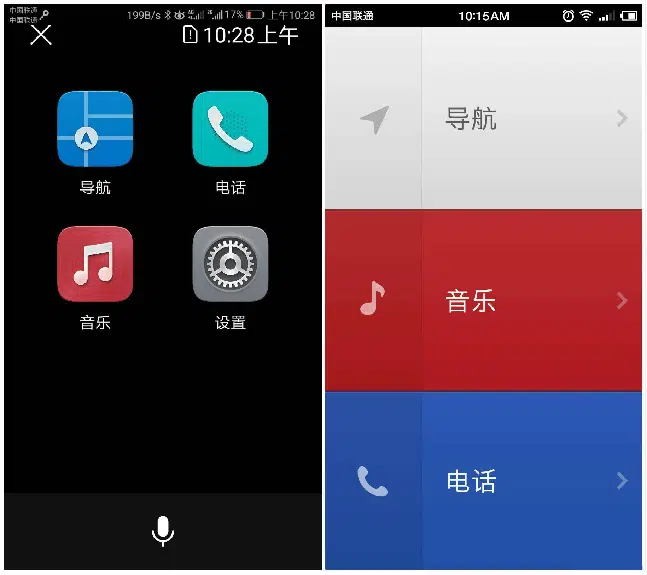 中国联通
中国联通
199B/s 17% 上午10:28
10:28上午
导航
电话
音乐
设置
中国联通 10:15AM
导航
音乐
电话